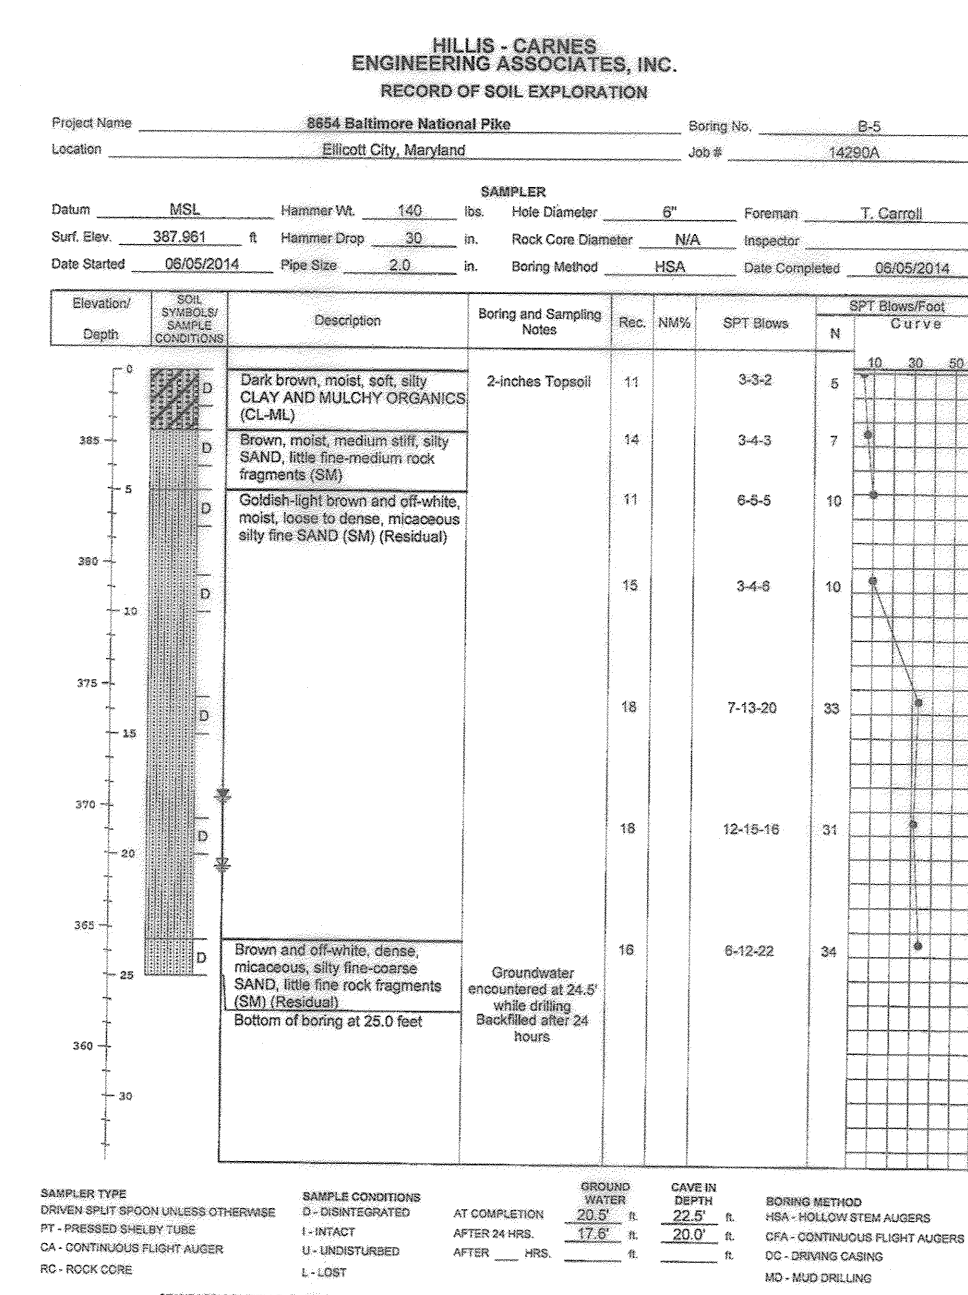 HILLIS - CARNES
ENGINEERING ASSOCIATES, INC.
RECORD OF SOIL EXPLORATION
Project Name 8654 Baltimore National Pike Boring No. B-5
Location Ellicott City, Maryland Job # 14290A
SAMPLER
Datum MSL Hammer Wt. 140 lbs. Hole Diameter 6" Foreman T. Carroll
Surf. Elev. 387.961 ft Hammer Drop 30 in. Rock Core Diameter N/A Inspector
Date Started 06/05/2014 Pipe Size 2.0 in. Boring Method HSA Date Completed 06/05/2014
Elevation/
Depth
SOIL
SYMBOLS/
SAMPLE
CONDITIONS
Description
Boring and Sampling
Notes
Rec. NM% SPT Blows
SPT Blows/Foot
N Curve
10 30 50
0
D
Dark brown, moist, soft, silty
CLAY AND MULCHY ORGANICS
(CL-ML)
2-inches Topsoil 11 3-3-2 5
385
D
Brown, moist, medium stiff, silty
SAND, little fine-medium rock
fragments (SM)
14 3-4-3 7
5
D
Goldish-light brown and off-white,
moist, loose to dense, micaceous
silty fine SAND (SM) (Residual)
11 6-5-5 10
380
D
15 3-4-6 10
10
375
D
18 7-13-20 33
15
370
D
18 12-15-16 31
20
365
D
Brown and off-white, dense,
micaceous, silty fine-coarse
SAND, little fine rock fragments
(SM) (Residual)
16 6-12-22 34
25
Groundwater
encountered at 24.5'
while drilling
Backfilled after 24
hours
Bottom of boring at 25.0 feet
360
30
SAMPLER TYPE
DRIVEN SPLIT SPOON UNLESS OTHERWISE
PT - PRESSED SHELBY TUBE
CA - CONTINUOUS FLIGHT AUGER
RC - ROCK CORE
SAMPLE CONDITIONS
D - DISINTEGRATED
I - INTACT
U - UNDISTURBED
L - LOST
GROUND
WATER
CAVE IN
DEPTH
AT COMPLETION 20.5' ft. 22.5' ft.
AFTER 24 HRS. 17.6' ft. 20.0' ft.
AFTER HRS. ft. ft.
BORING METHOD
HSA - HOLLOW STEM AUGERS
CFA - CONTINUOUS FLIGHT AUGERS
DC - DRIVING CASING
MD - MUD DRILLING